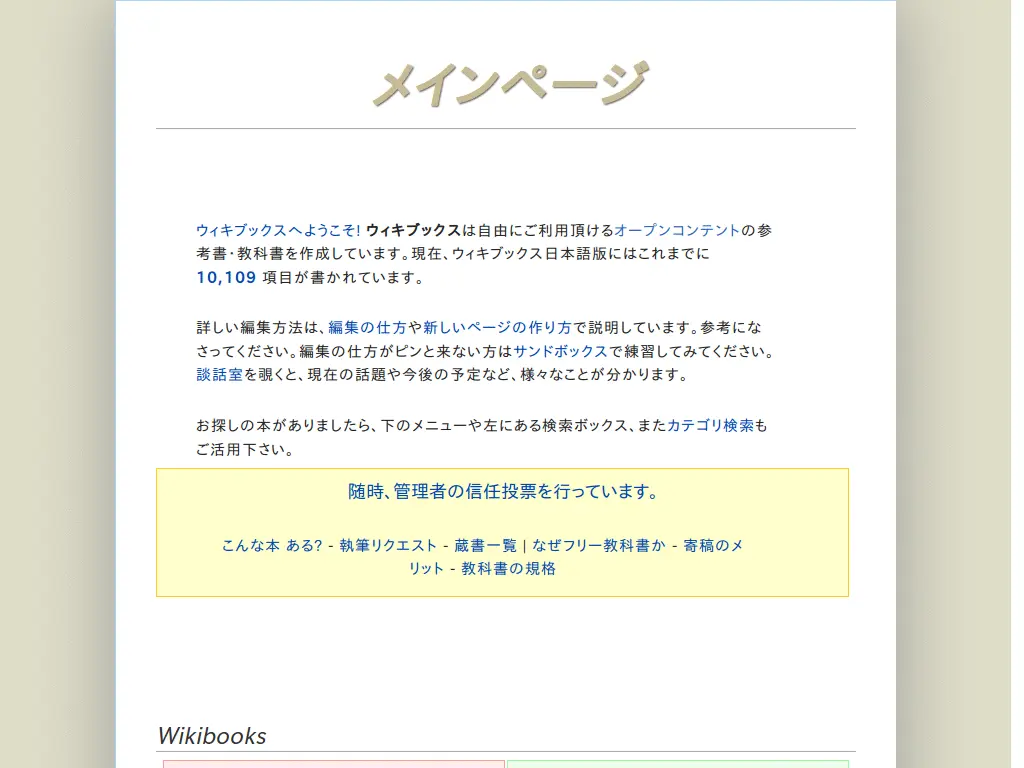 メインページ
ウィキブックスへようこそ! ウィキブックスは自由にご利用頂けるオープンコンテントの参
考書・教科書を作成しています。現在、ウィキブックス日本語版にはこれまでに
10,109 項目が書かれています。
詳しい編集方法は、編集の仕方や新しいページの作り方で説明しています。参考にな
さってください。編集の仕方がピンと来ない方はサンドボックスで練習してみてください。
談話室を覗くと、現在の話題や今後の予定など、様々なことが分かります。
お探しの本がありましたら、下のメニューや左にある検索ボックス、またカテゴリ検索も
ご活用下さい。
随時、管理者の信任投票を行っています。
こんな本 ある? - 執筆リクエスト - 蔵書一覧 | なぜフリー教科書か - 寄稿のメ
リット - 教科書の規格
Wikibooks